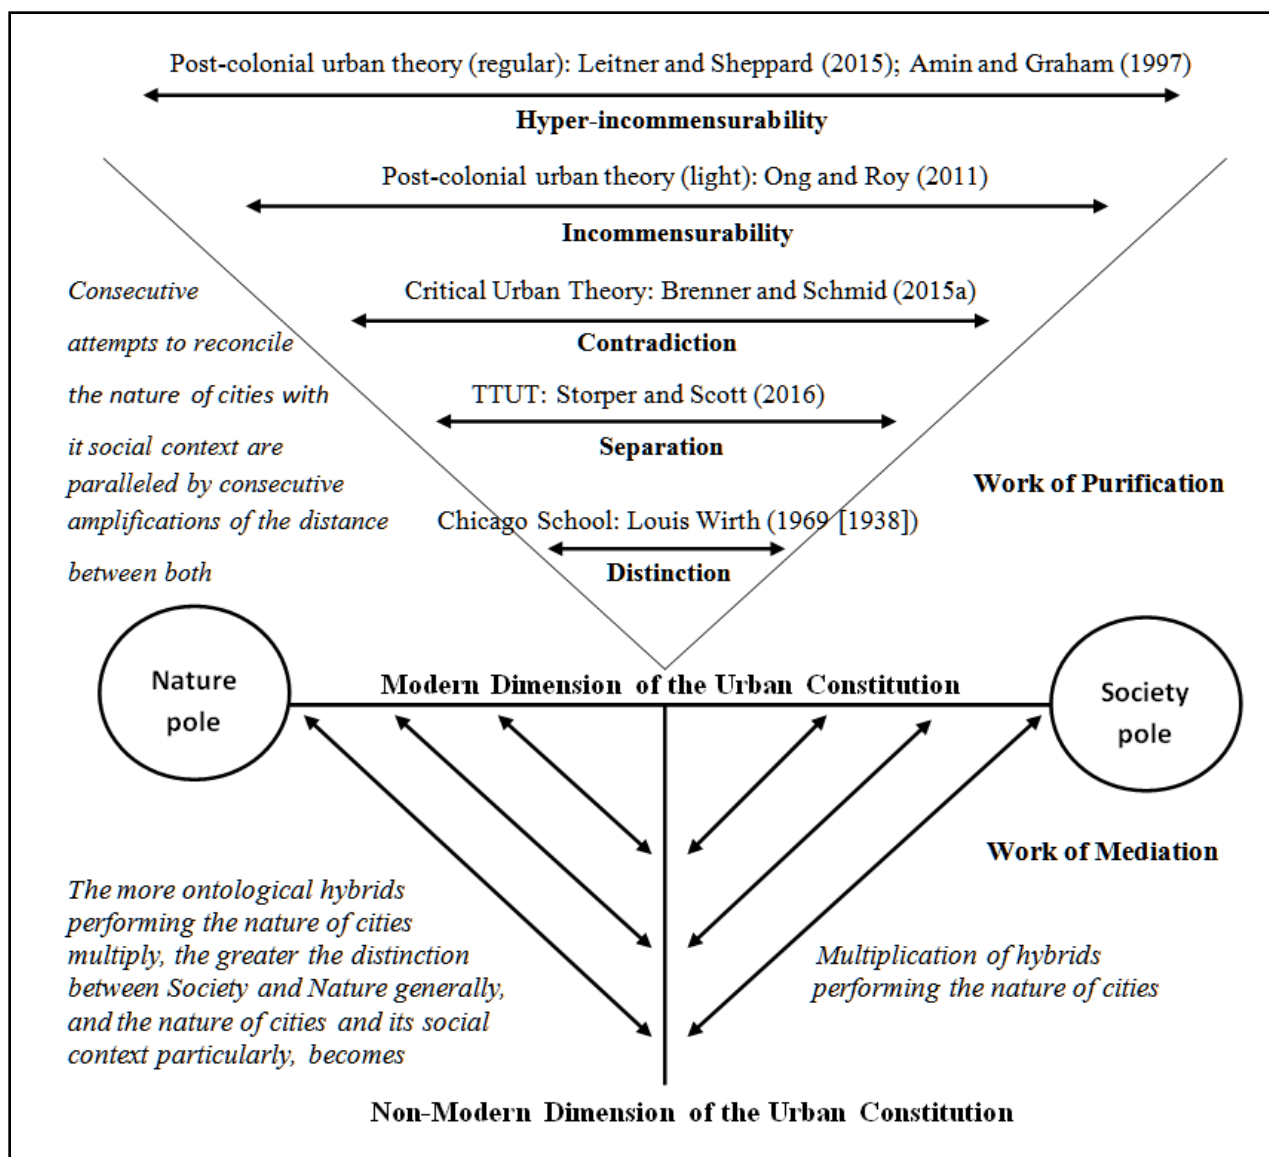 Post-colonial urban theory (regular): Leitner and Sheppard (2015); Amin and Graham (1997)
Hyper-incommensurability
Post-colonial urban theory (light): Ong and Roy (2011)
Incommensurability
Consecutive
attempts to reconcile
the nature of cities with
it social context are
paralleled by consecutive
amplifications of the distance
between both
Critical Urban Theory: Brenner and Schmid (2015a)
Contradiction
TTUT: Storper and Scott (2016)
Separation
Work of Purification
Chicago School: Louis Wirth (1969 [1938])
Distinction
Nature
pole
Modern Dimension of the Urban Constitution
Society
pole
Work of Mediation
The more ontological hybrids
performing the nature of cities
multiply, the greater the distinction
between Society and Nature generally,
and the nature of cities and its social
context particularly, becomes
Multiplication of hybrids
performing the nature of cities
Non-Modern Dimension of the Urban Constitution